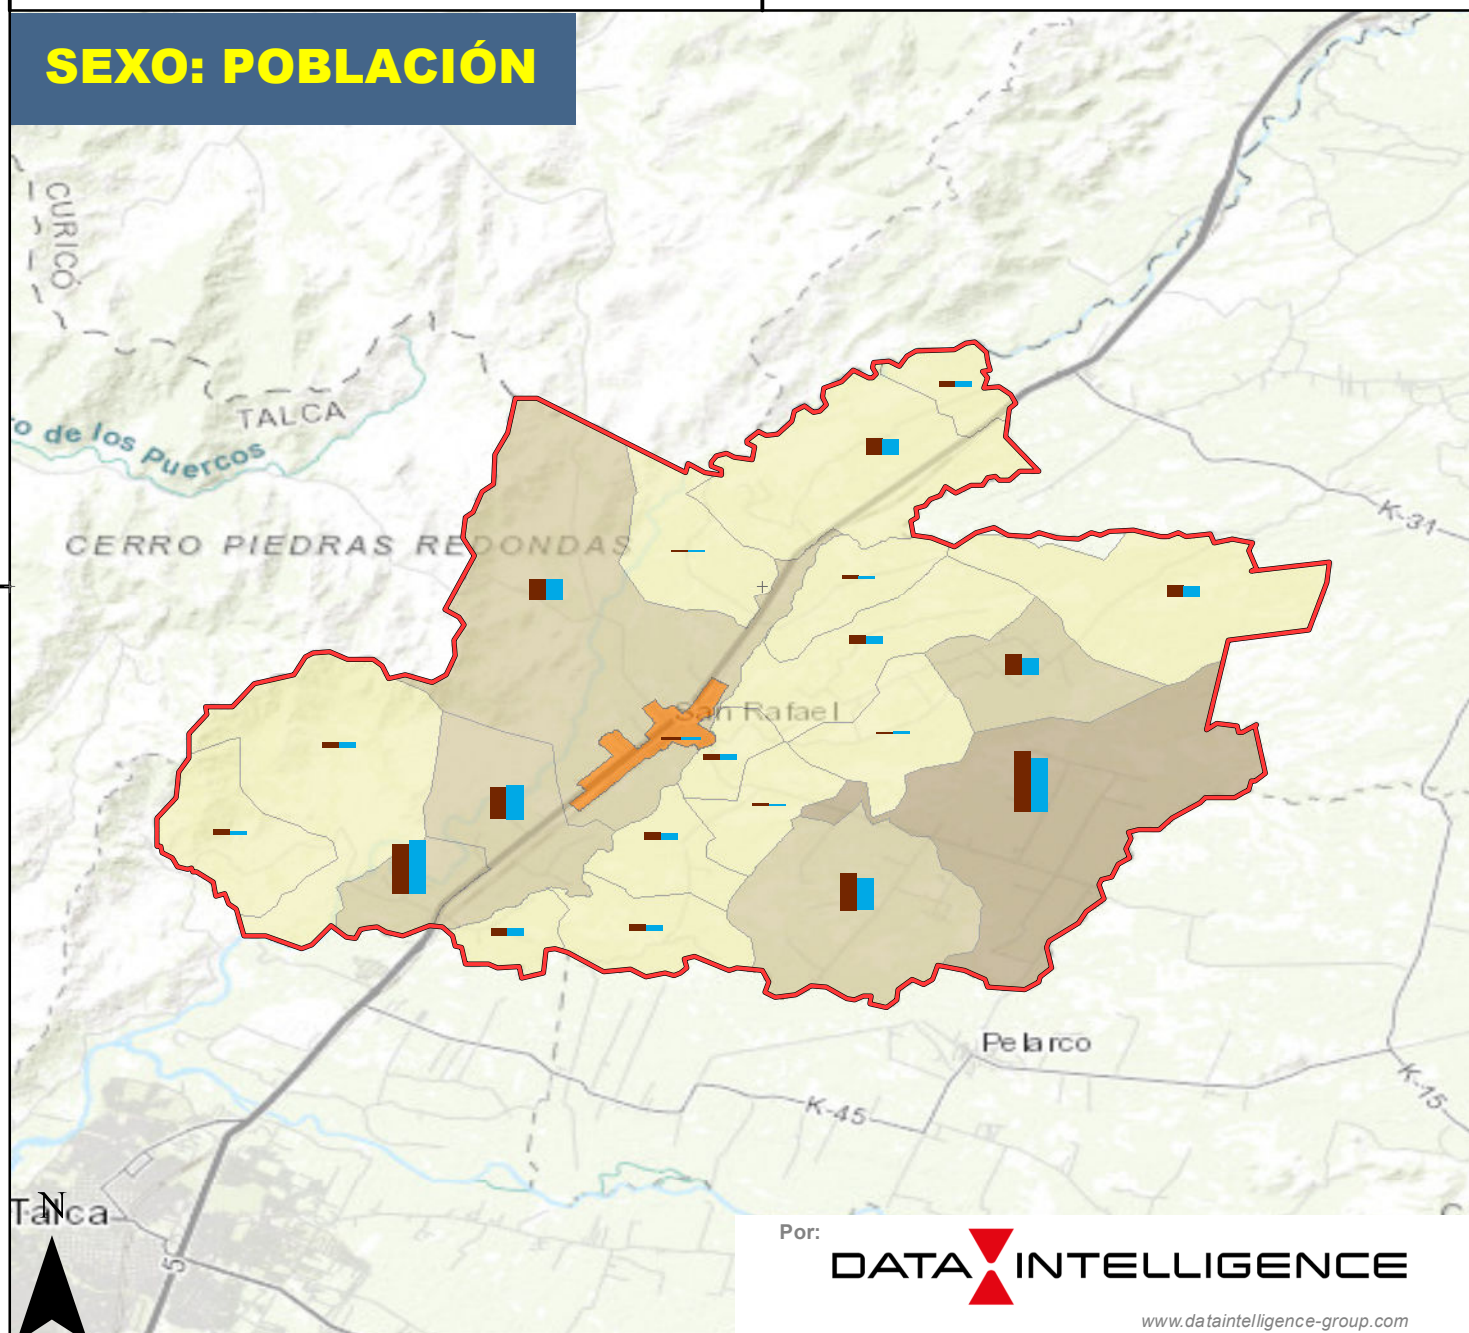 SEXO: POBLACIÓN
CURICÓ
TALCA
o de los Puercos
CERRO PIEDRAS REDONDAS
K-31
San Rafael
Pelarco
K-15
K-45
N
Talca
5
Por:
DATA INTELLIGENCE
www.dataintelligence-group.com